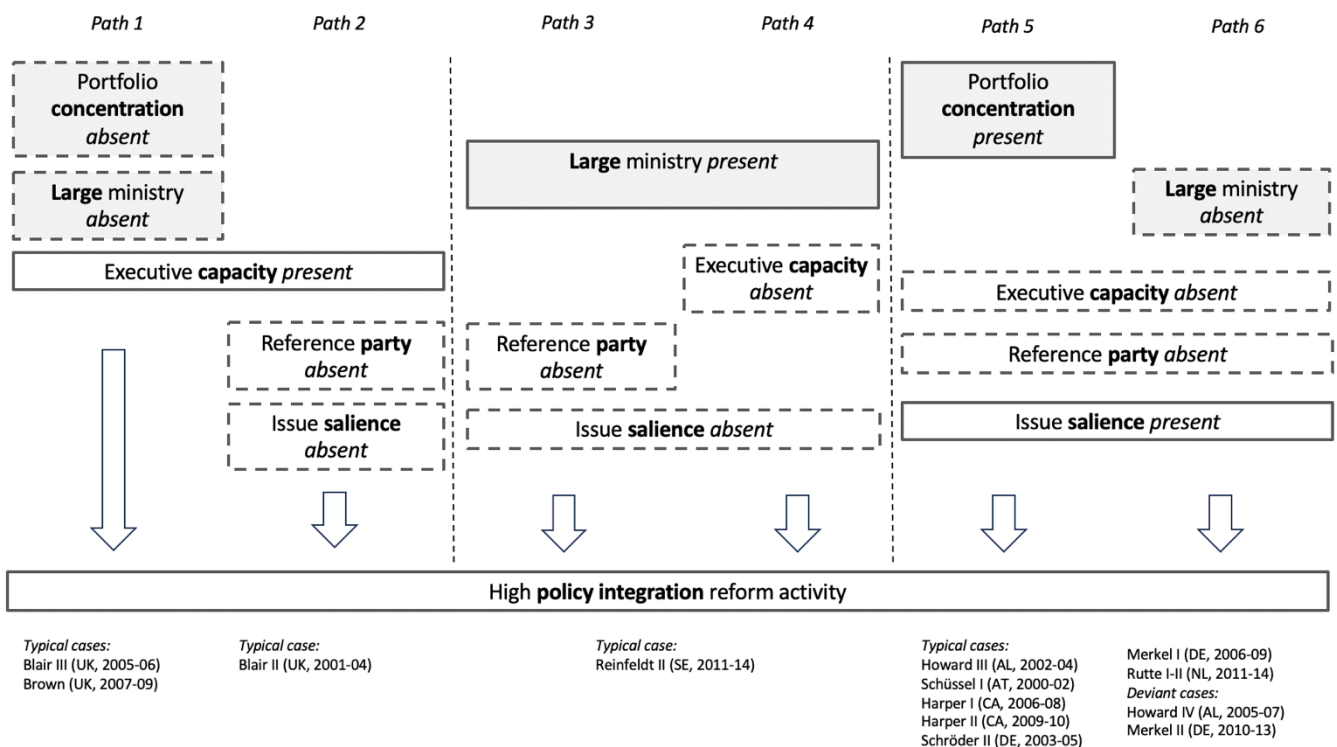 Path 1
Path 2
Path 3
Path 4
Path 5
Path 6
Portfolio
concentration
absent
Large ministry
absent
Executive capacity present
Reference party
absent
Issue salience
absent
Large ministry present
Executive capacity
absent
Reference party
absent
Issue salience absent
Portfolio
concentration
present
Large ministry
absent
Executive capacity absent
Reference party absent
Issue salience present
High policy integration reform activity
Typical cases:
Blair III (UK, 2005-06)
Brown (UK, 2007-09)
Typical case:
Blair II (UK, 2001-04)
Typical case:
Reinfeldt II (SE, 2011-14)
Typical cases:
Howard III (AL, 2002-04)
Schüssel I (AT, 2000-02)
Harper I (CA, 2006-08)
Harper II (CA, 2009-10)
Schröder II (DE, 2003-05)
Merkel I (DE, 2006-09)
Rutte I-II (NL, 2011-14)
Deviant cases:
Howard IV (AL, 2005-07)
Merkel II (DE, 2010-13)